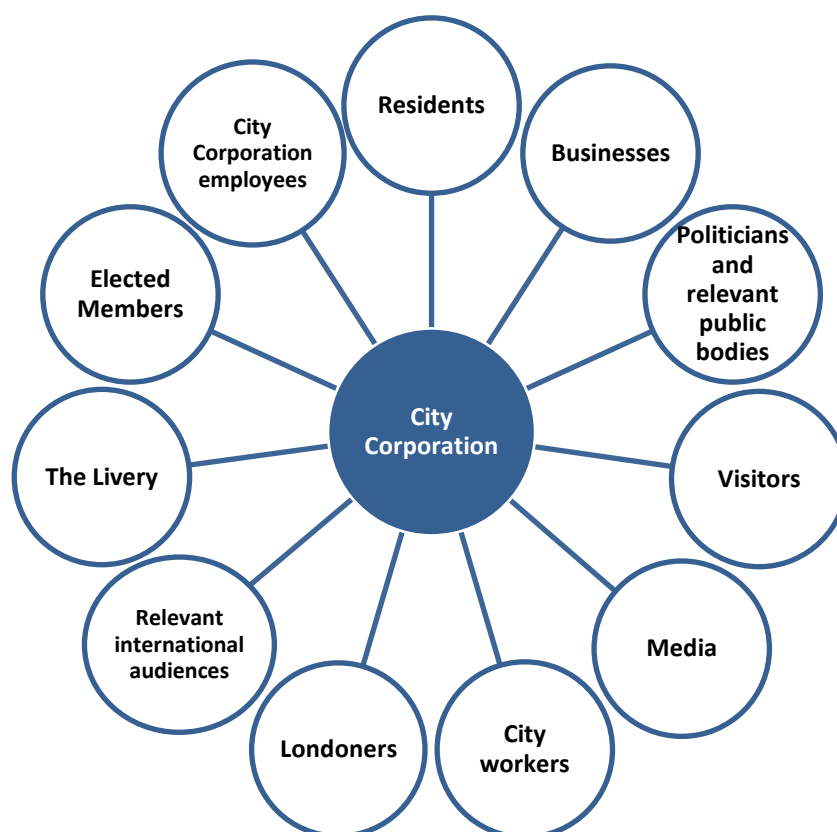 Residents
Businesses
Politicians
and
relevant
public
bodies
Visitors
Media
City
workers
Londoners
Relevant
international
audiences
The Livery
Elected
Members
City
Corporation
employees
City
Corporation